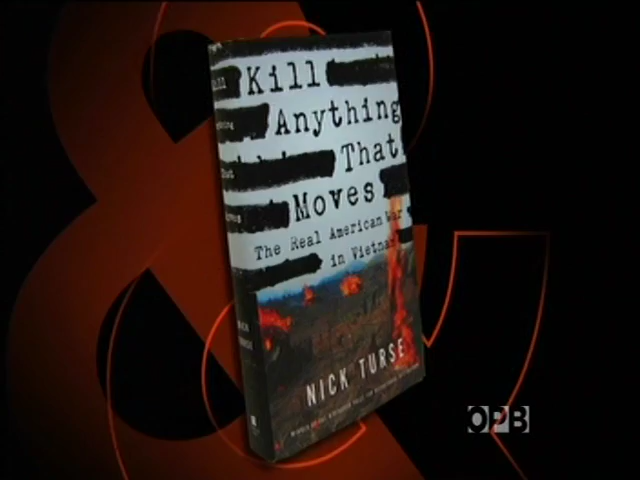 Kill
Anything
That
Moves
The Real American War
in Vietnam
NICK TURSE
OPB